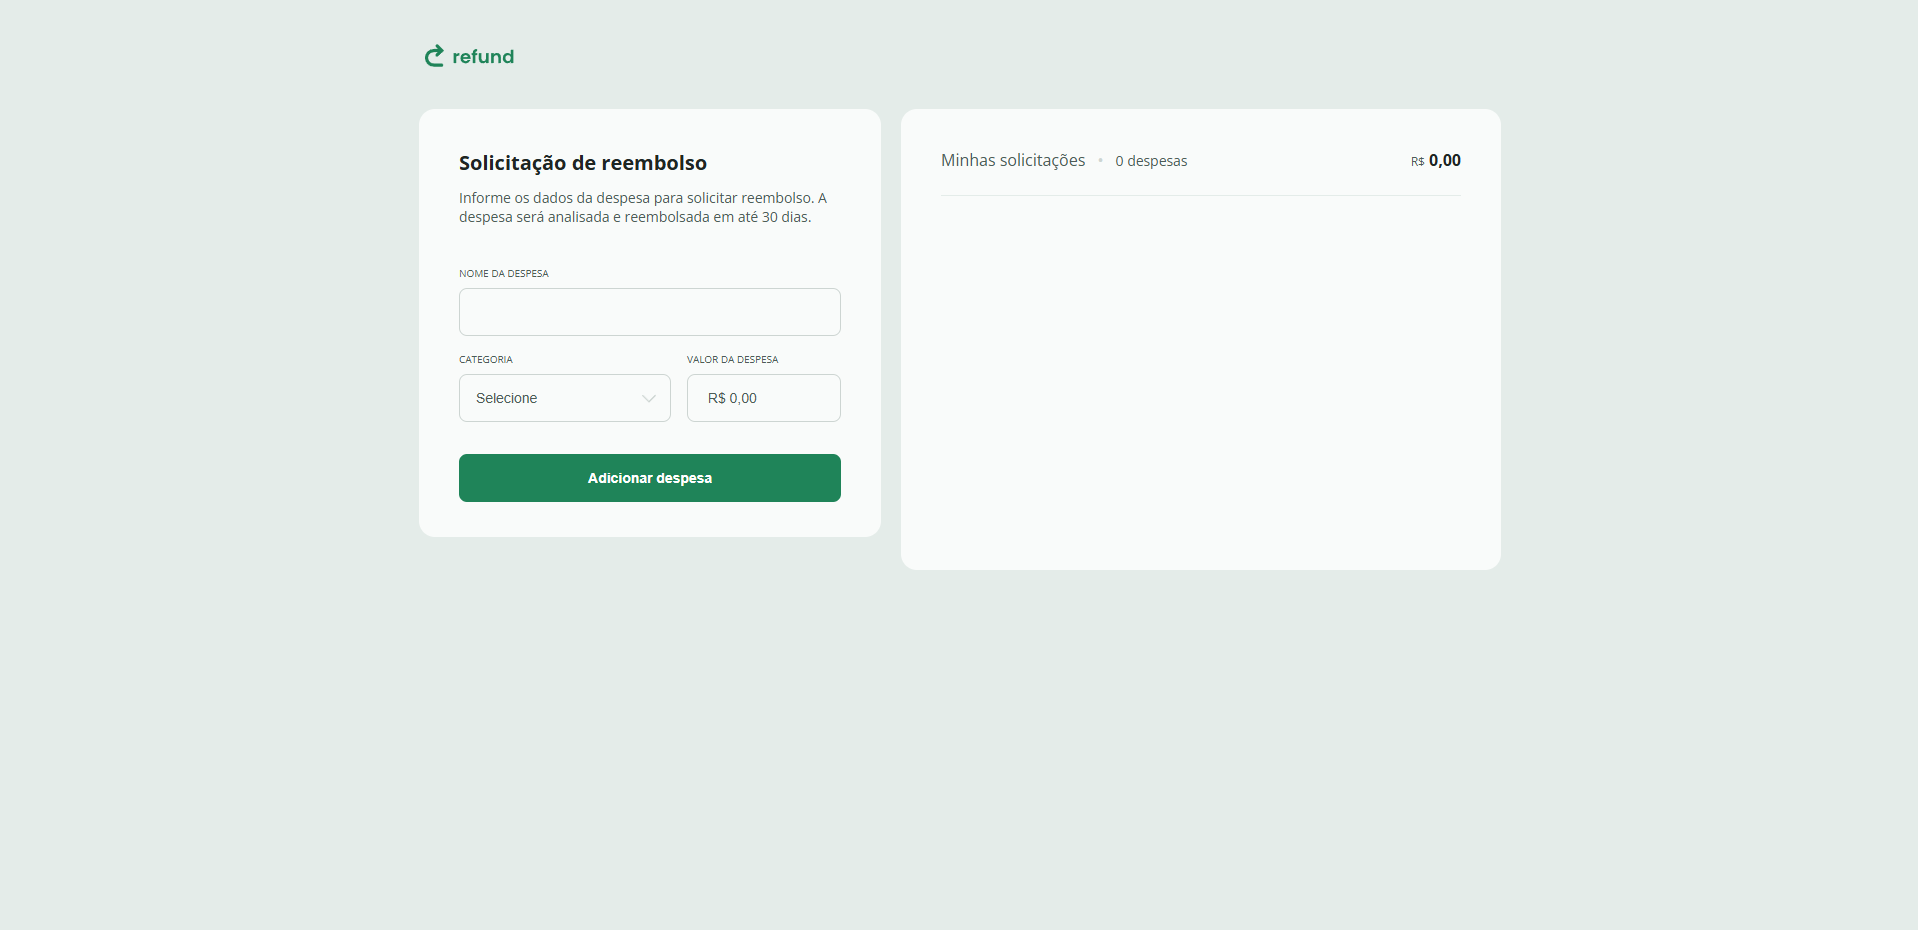 refund
Solicitação de reembolso
Informe os dados da despesa para solicitar reembolso. A
despesa será analisada e reembolsada em até 30 dias.
NOME DA DESPESA
CATEGORIA
VALOR DA DESPESA
Selecione
R$ 0,00
Adicionar despesa
Minhas solicitações • 0 despesas
R$ 0,00